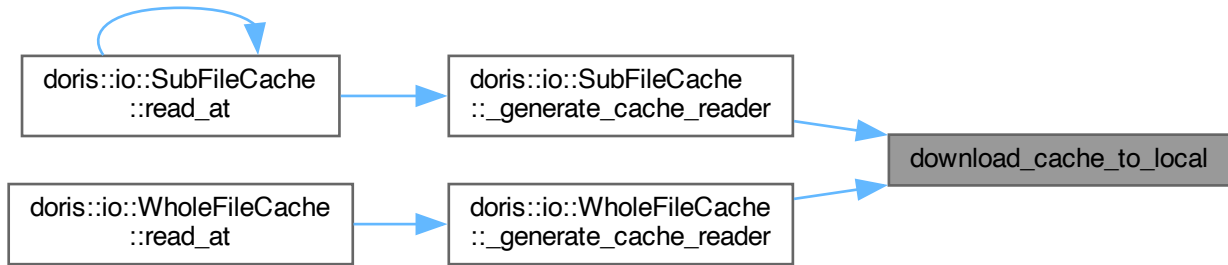 doris::io::SubFileCache
::read_at
doris::io::SubFileCache
::_generate_cache_reader
download_cache_to_local
doris::io::WholeFileCache
::read_at
doris::io::WholeFileCache
::_generate_cache_reader